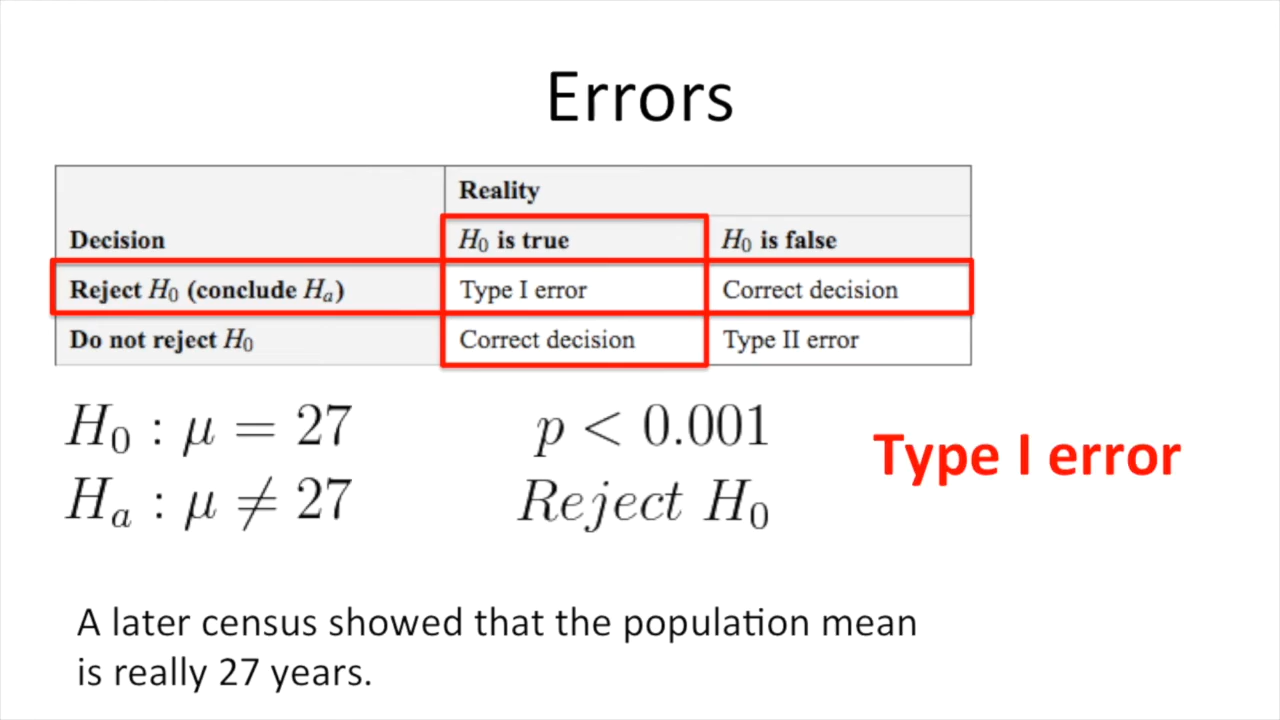 Errors
Reality
Decision H₀ is true H₀ is false
Reject H₀ (conclude Hₐ) Type I error Correct decision
Do not reject H₀ Correct decision Type II error
H₀ : μ = 27 p < 0.001
Hₐ : μ ≠ 27 Reject H₀
Type I error
A later census showed that the population mean
is really 27 years.